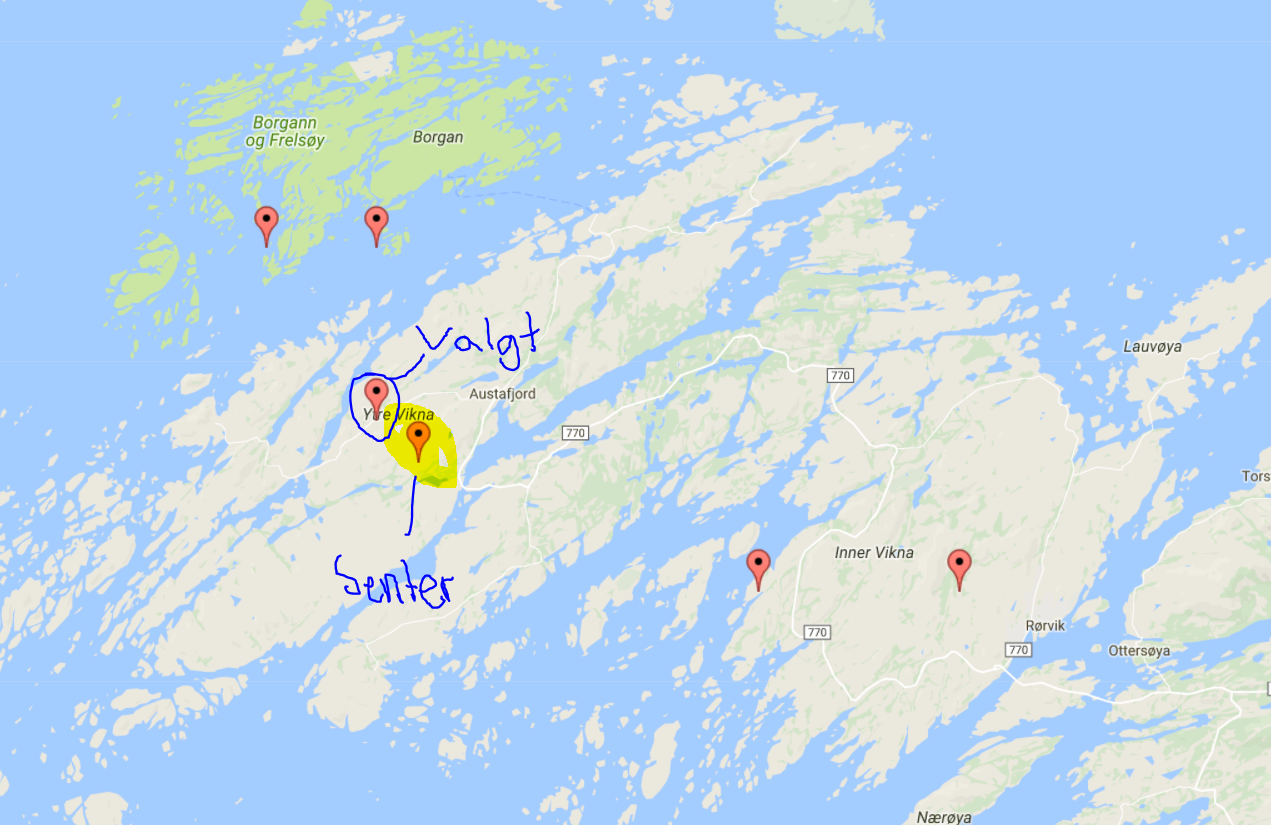 Borgann
og Frelsøy
Borgan
Valgt
Lauvøya
770
Austafjord
Ytre Vikna
770
Tors
Senter
Inner Vikna
770
Rørvik
770
Ottersøya
Nærøya